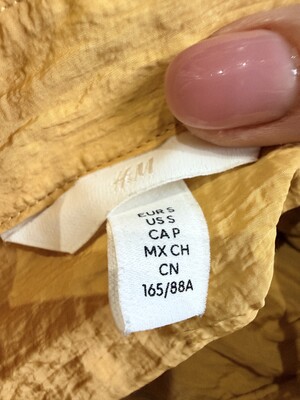 H&M
EUR S
US S
CA P
MX CH
CN
165/88A